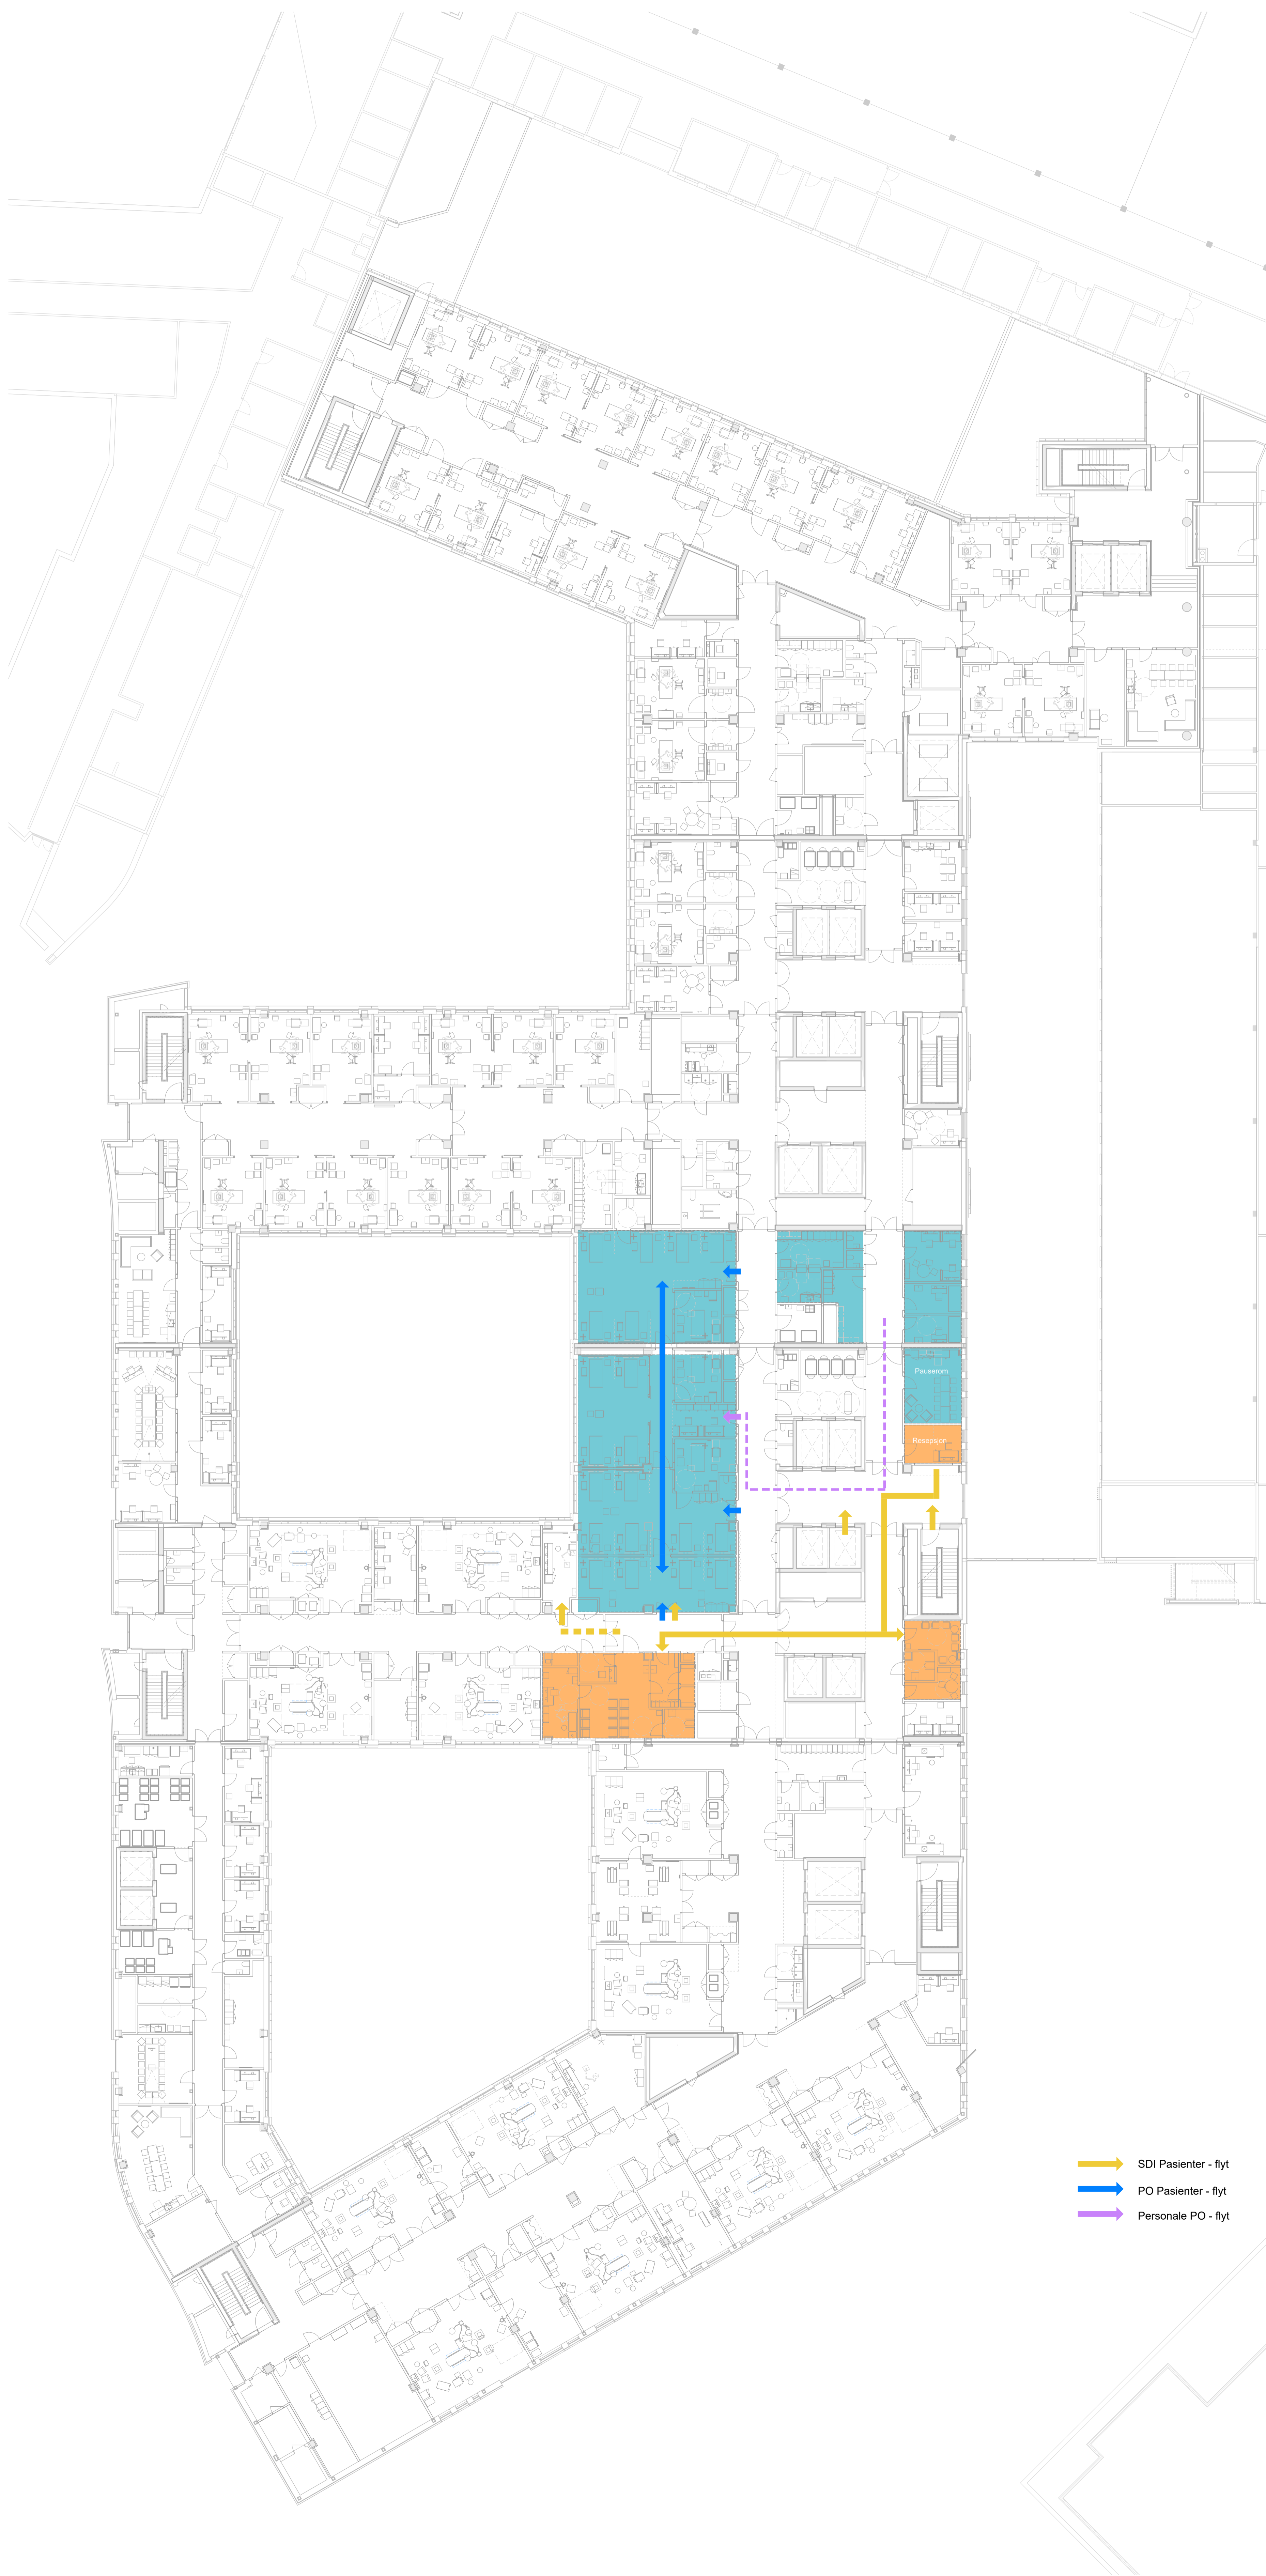 Pauserom
Resepsjon
SDI Pasienter - flyt
PO Pasienter - flyt
Personale PO - flyt